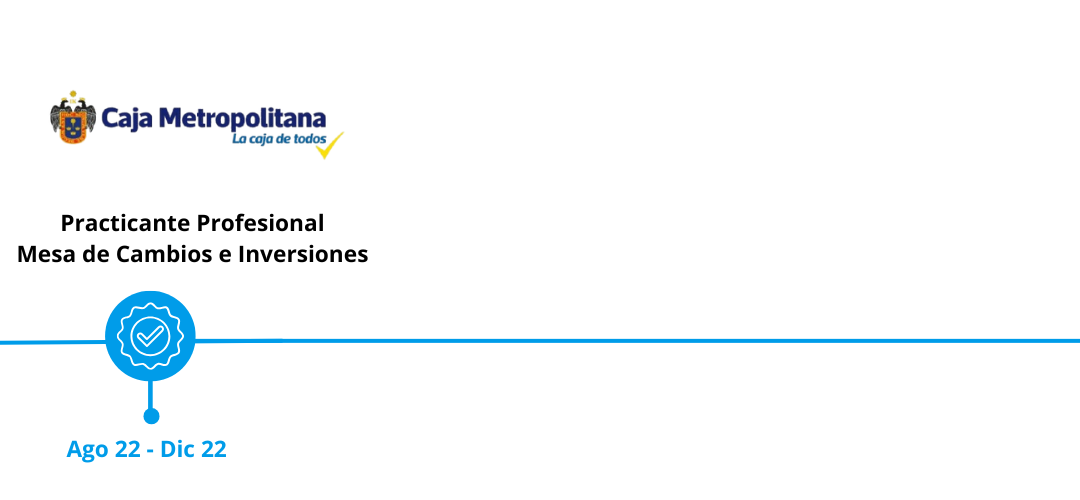 Caja Metropolitana
La caja de todos
Practicante Profesional
Mesa de Cambios e Inversiones
Ago 22 - Dic 22